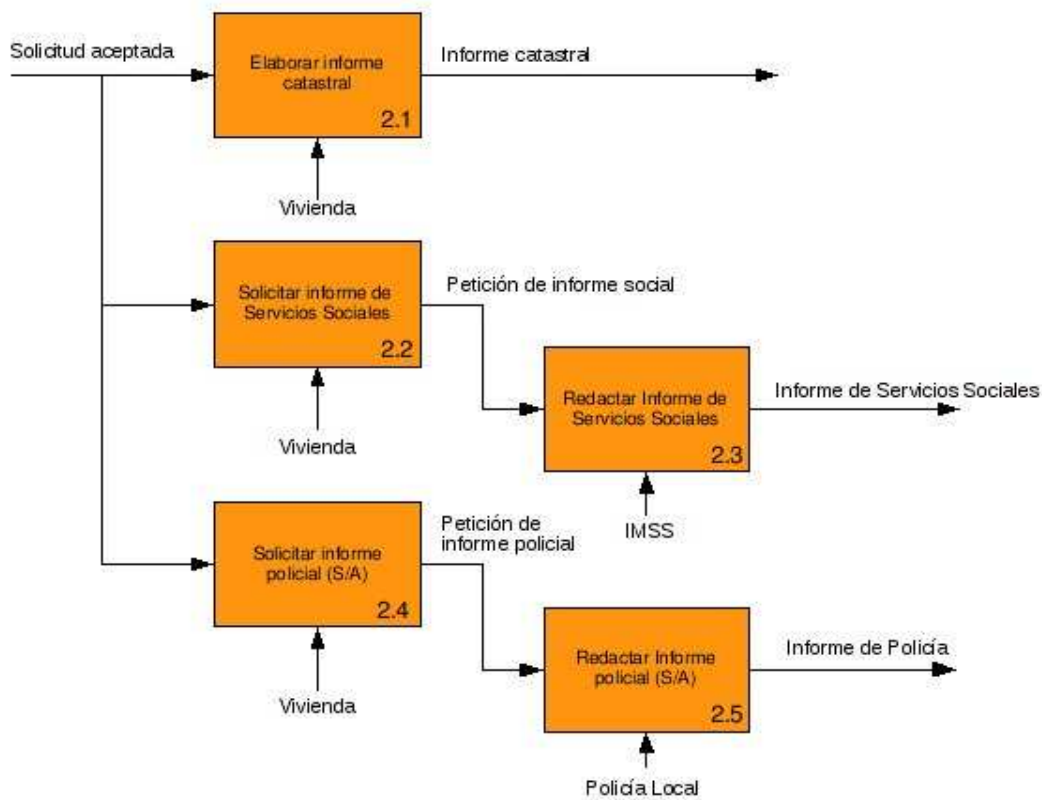 Solicitud aceptada
Elaborar informe
catastral
2.1
Informe catastral
Vivienda
Solicitar informe de
Servicios Sociales
2.2
Petición de informe social
Vivienda
Redactar Informe de
Servicios Sociales
2.3
Informe de Servicios Sociales
IMSS
Solicitar informe
policial (S/A)
2.4
Petición de
informe policial
Vivienda
Redactar Informe
policial (S/A)
2.5
Informe de Policía
Policía Local